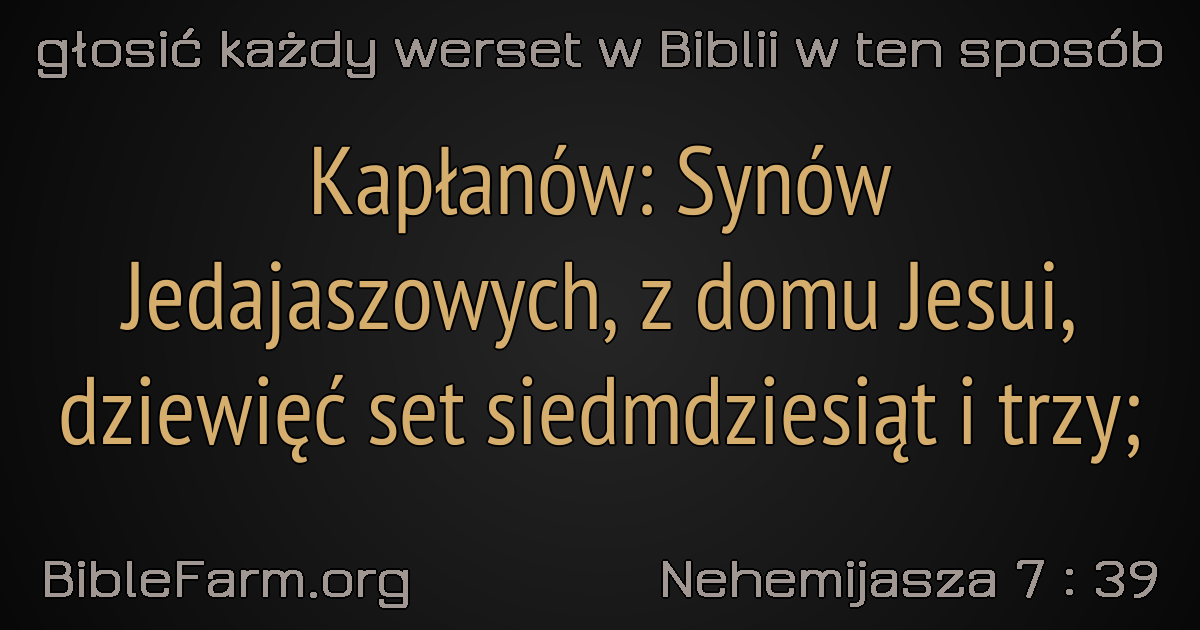 głosić każdy werset w Biblii w ten sposób
Kapłanów: Synów
Jedajaszowych, z domu Jesui,
dziewięć set siedmdziesiąt i trzy;
BibleFarm.org
Nehemijasza 7 : 39